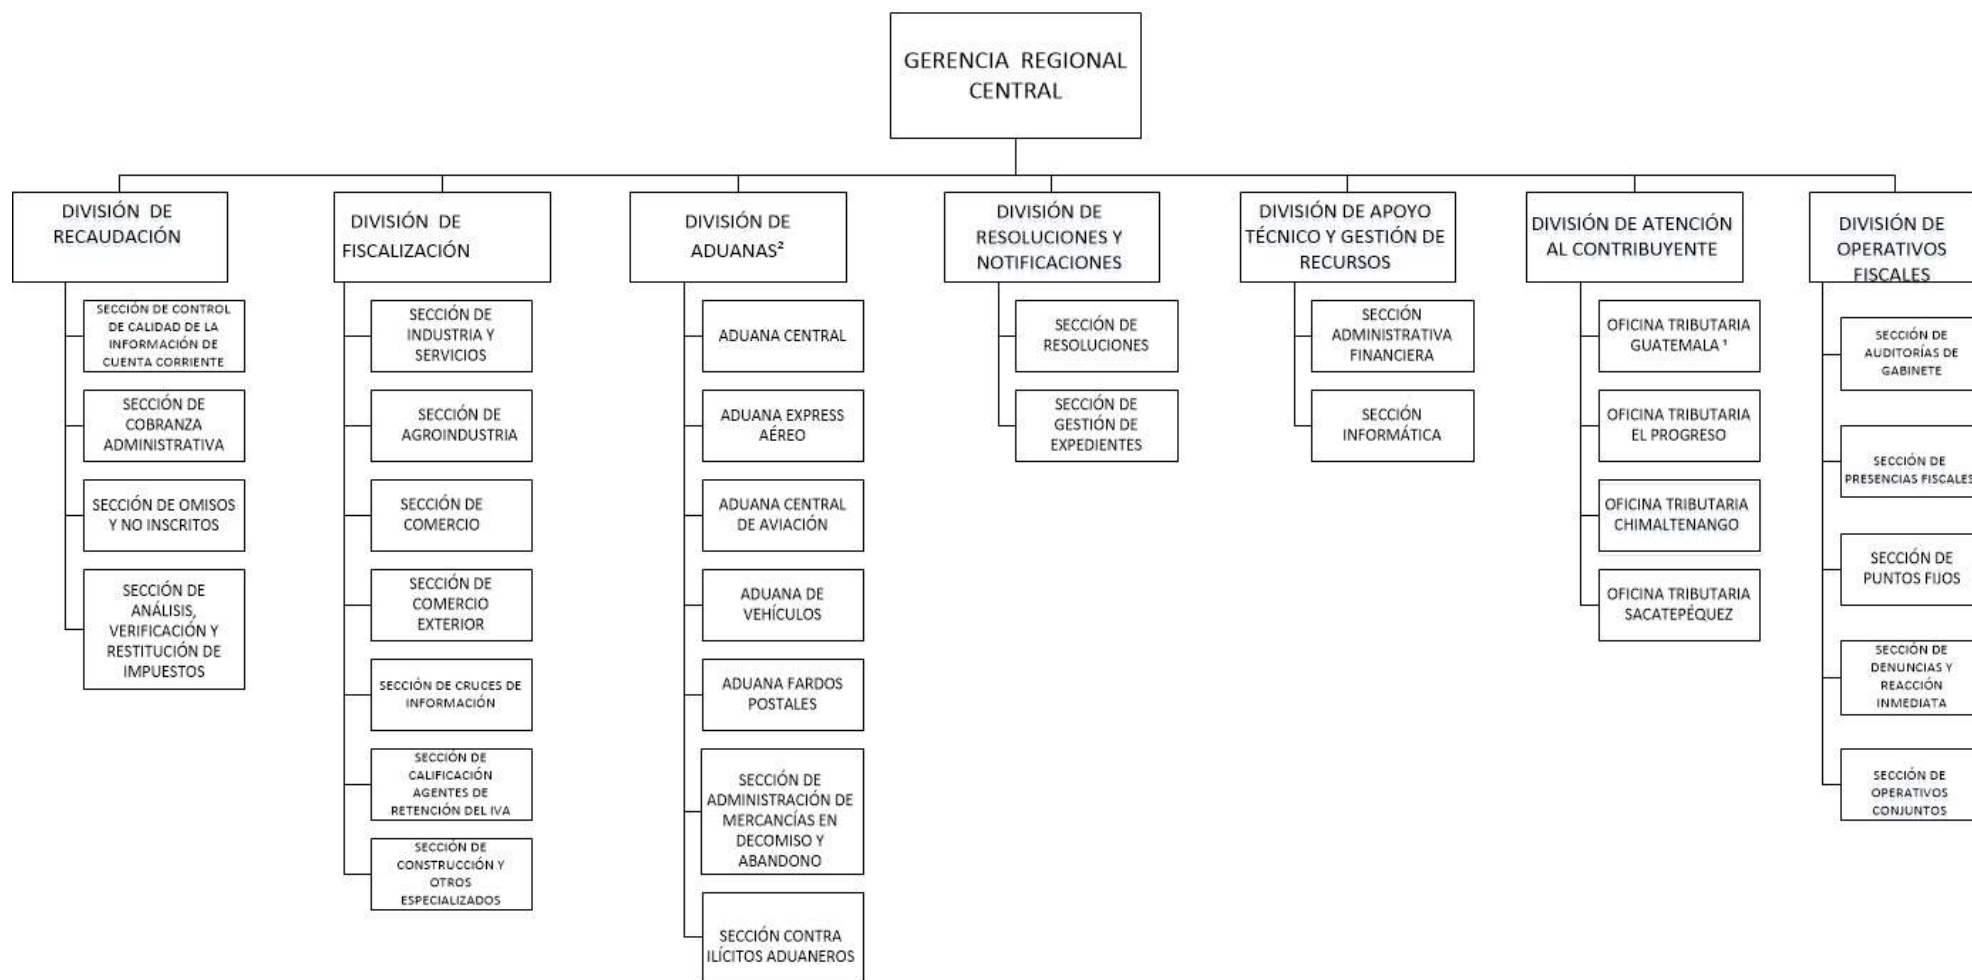 GERENCIA REGIONAL
CENTRAL
DIVISIÓN DE
RECAUDACIÓN
SECCIÓN DE CONTROL
DE CALIDAD DE LA
INFORMACIÓN DE
CUENTA CORRIENTE
SECCIÓN DE
COBRANZA
ADMINISTRATIVA
SECCIÓN DE OMISOS
Y NO INSCRITOS
SECCIÓN DE
ANÁLISIS,
VERIFICACIÓN Y
RESTITUCIÓN DE
IMPUESTOS
DIVISIÓN DE
FISCALIZACIÓN
SECCIÓN DE
INDUSTRIA Y
SERVICIOS
SECCIÓN DE
AGROINDUSTRIA
SECCIÓN DE
COMERCIO
SECCIÓN DE
COMERCIO
EXTERIOR
SECCIÓN DE CRUCES DE
INFORMACIÓN
SECCIÓN DE
CALIFICACIÓN
AGENTES DE
RETENCIÓN DEL IVA
SECCIÓN DE
CONSTRUCCIÓN Y
OTROS
ESPECIALIZADOS
DIVISIÓN DE
ADUANAS²
ADUANA CENTRAL
ADUANA EXPRESS
AÉREO
ADUANA CENTRAL
DE AVIACIÓN
ADUANA DE
VEHÍCULOS
ADUANA FARDOS
POSTALES
SECCIÓN DE
ADMINISTRACIÓN DE
MERCANCÍAS EN
DECOMISO Y
ABANDONO
SECCIÓN CONTRA
ILÍCITOS ADUANEROS
DIVISIÓN DE
RESOLUCIONES Y
NOTIFICACIONES
SECCIÓN DE
RESOLUCIONES
SECCIÓN DE
GESTIÓN DE
EXPEDIENTES
DIVISIÓN DE APOYO
TÉCNICO Y GESTIÓN DE
RECURSOS
SECCIÓN
ADMINISTRATIVA
FINANCIERA
SECCIÓN
INFORMÁTICA
DIVISIÓN DE ATENCIÓN
AL CONTRIBUYENTE
OFICINA TRIBUTARIA
GUATEMALA ¹
OFICINA TRIBUTARIA
EL PROGRESO
OFICINA TRIBUTARIA
CHIMALTENANGO
OFICINA TRIBUTARIA
SACATEPÉQUEZ
DIVISIÓN DE
OPERATIVOS
FISCALES
SECCIÓN DE
AUDITORÍAS DE
GABINETE
SECCIÓN DE
PRESENCIAS FISCALES
SECCIÓN DE
PUNTOS FIJOS
SECCIÓN DE
DENUNCIAS Y
REACCIÓN
INMEDIATA
SECCIÓN DE
OPERATIVOS
CONJUNTOS